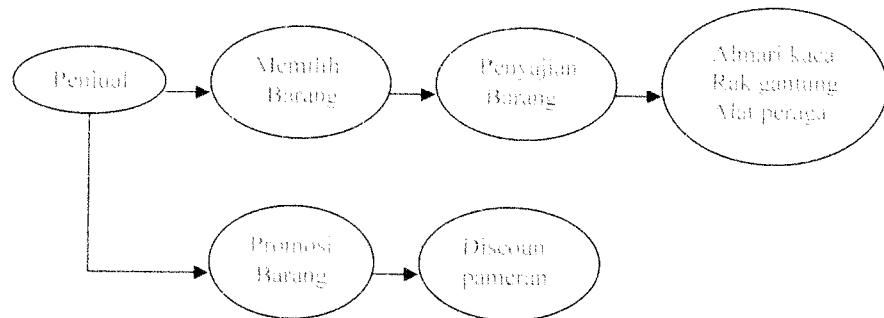 Penjual
Memilih
Barang
Penyajian
Barang
Almari kaca
Rak gantung
Alat peraga
Promosi
Barang
Discoun
pameran